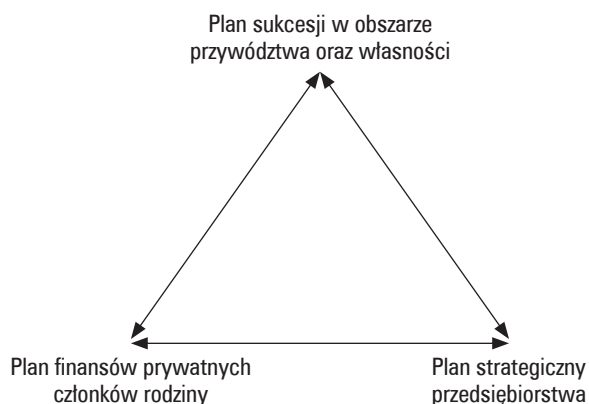 Plan sukcesji w obszarze
przywództwa oraz własności
Plan finansów prywatnych
członków rodziny
Plan strategiczny
przedsiębiorstwa